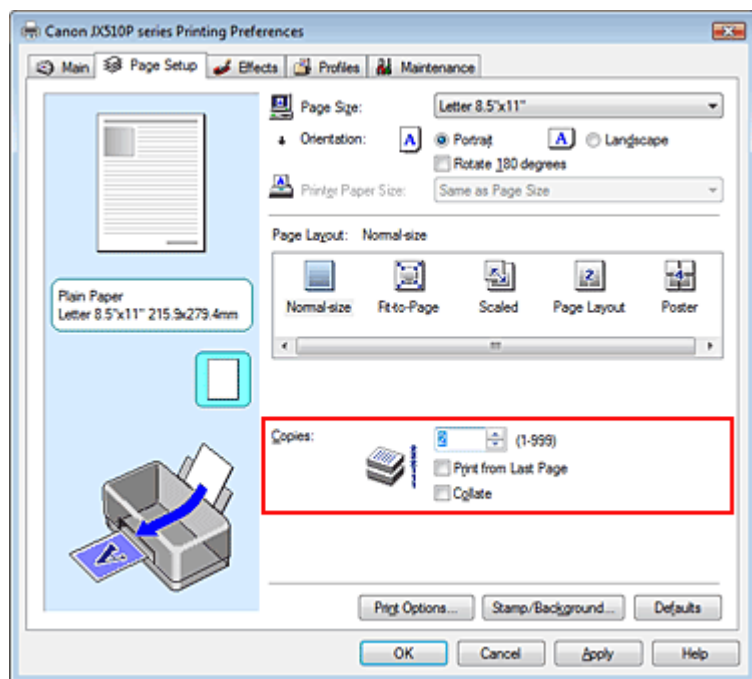 Canon JX510P series Printing Preferences
Main Page Setup Effects Profiles Maintenance
Page Size: Letter 8.5"x11"
Orientation: A Portrait A Landscape
Rotate 180 degrees
Printer Paper Size: Same as Page Size
Page Layout: Normal-size
Normal-size Fit-to-Page Scaled Page Layout Poster
Plain Paper
Letter 8.5"x11" 215.9x279.4mm
Copies: 2 (1-999)
Print from Last Page
Collate
Print Options... Stamp/Background... Defaults
OK Cancel Apply Help